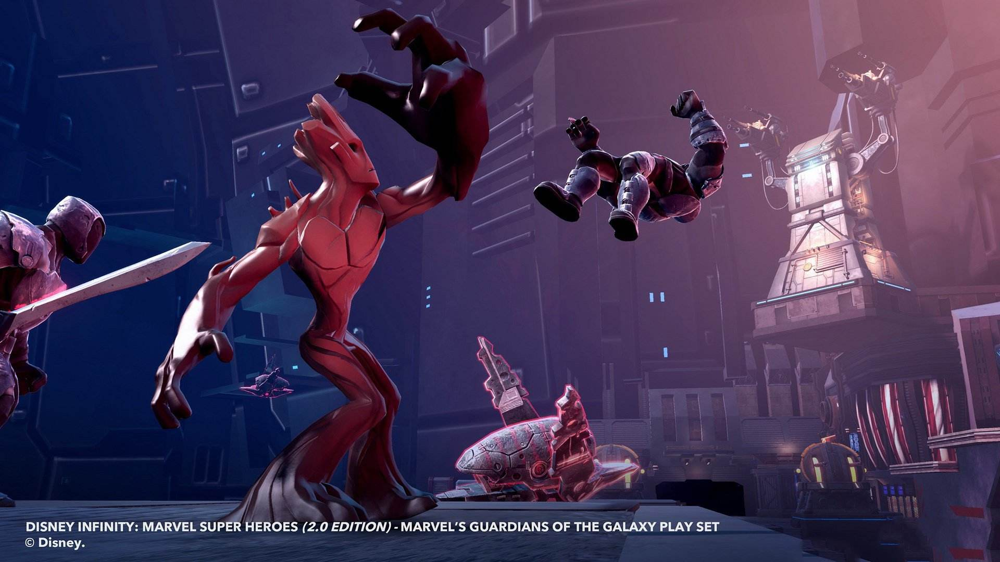 DISNEY INFINITY: MARVEL SUPER HEROES (2.0 EDITION) - MARVEL'S GUARDIANS OF THE GALAXY PLAY SET
© Disney.